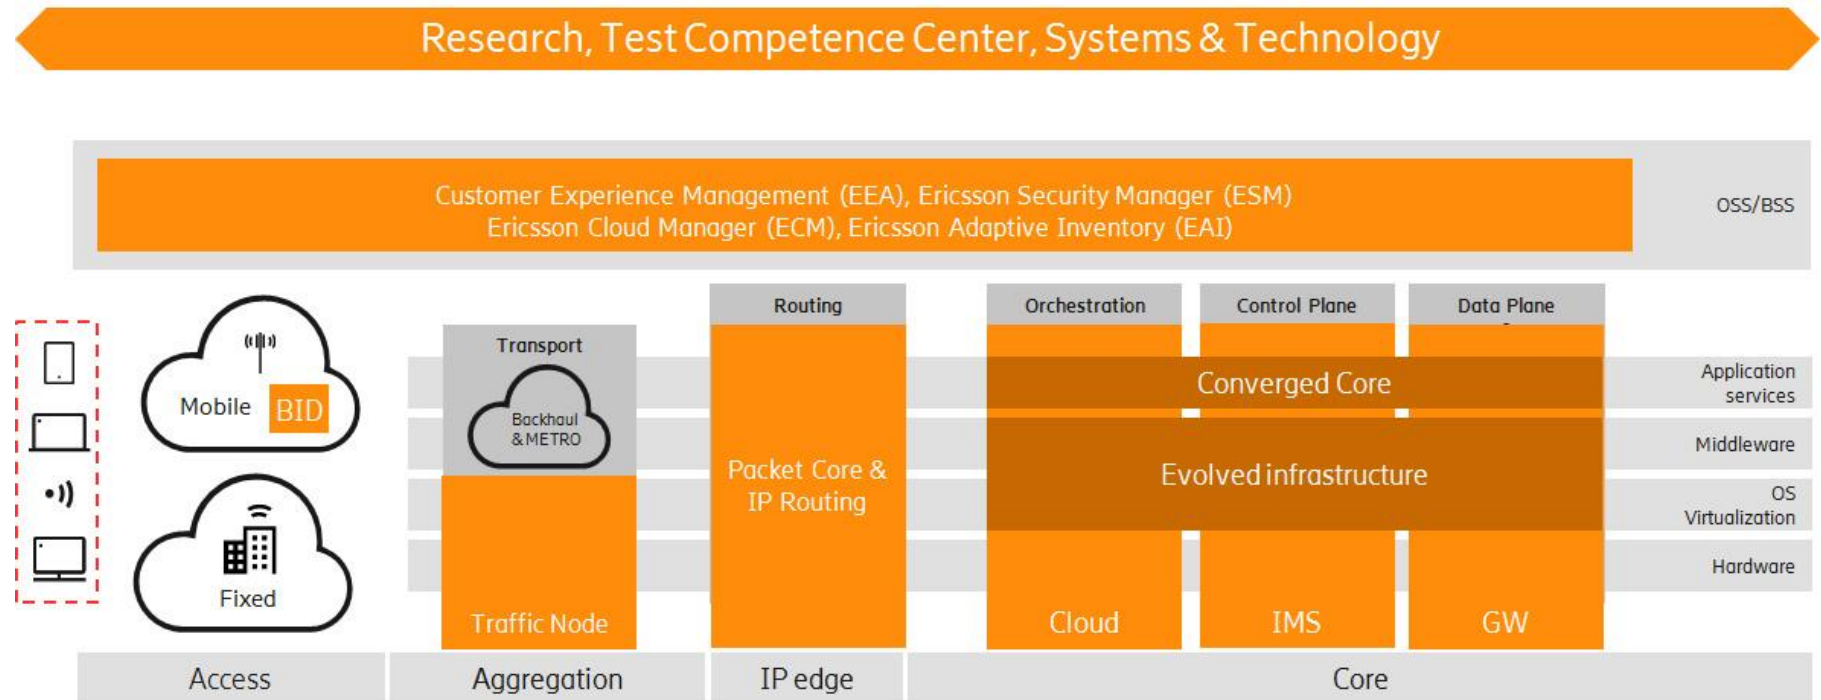 Research, Test Competence Center, Systems & Technology
Customer Experience Management (EEA), Ericsson Security Manager (ESM)
Ericsson Cloud Manager (ECM), Ericsson Adaptive Inventory (EAI)
OSS/BSS
Mobile
BID
Fixed
Transport
Backhaul
& METRO
Traffic Node
Routing
Packet Core &
IP Routing
Orchestration
Control Plane
Data Plane
Converged Core
Evolved infrastructure
Cloud
IMS
GW
Application
services
Middleware
OS
Virtualization
Hardware
Access
Aggregation
IP edge
Core